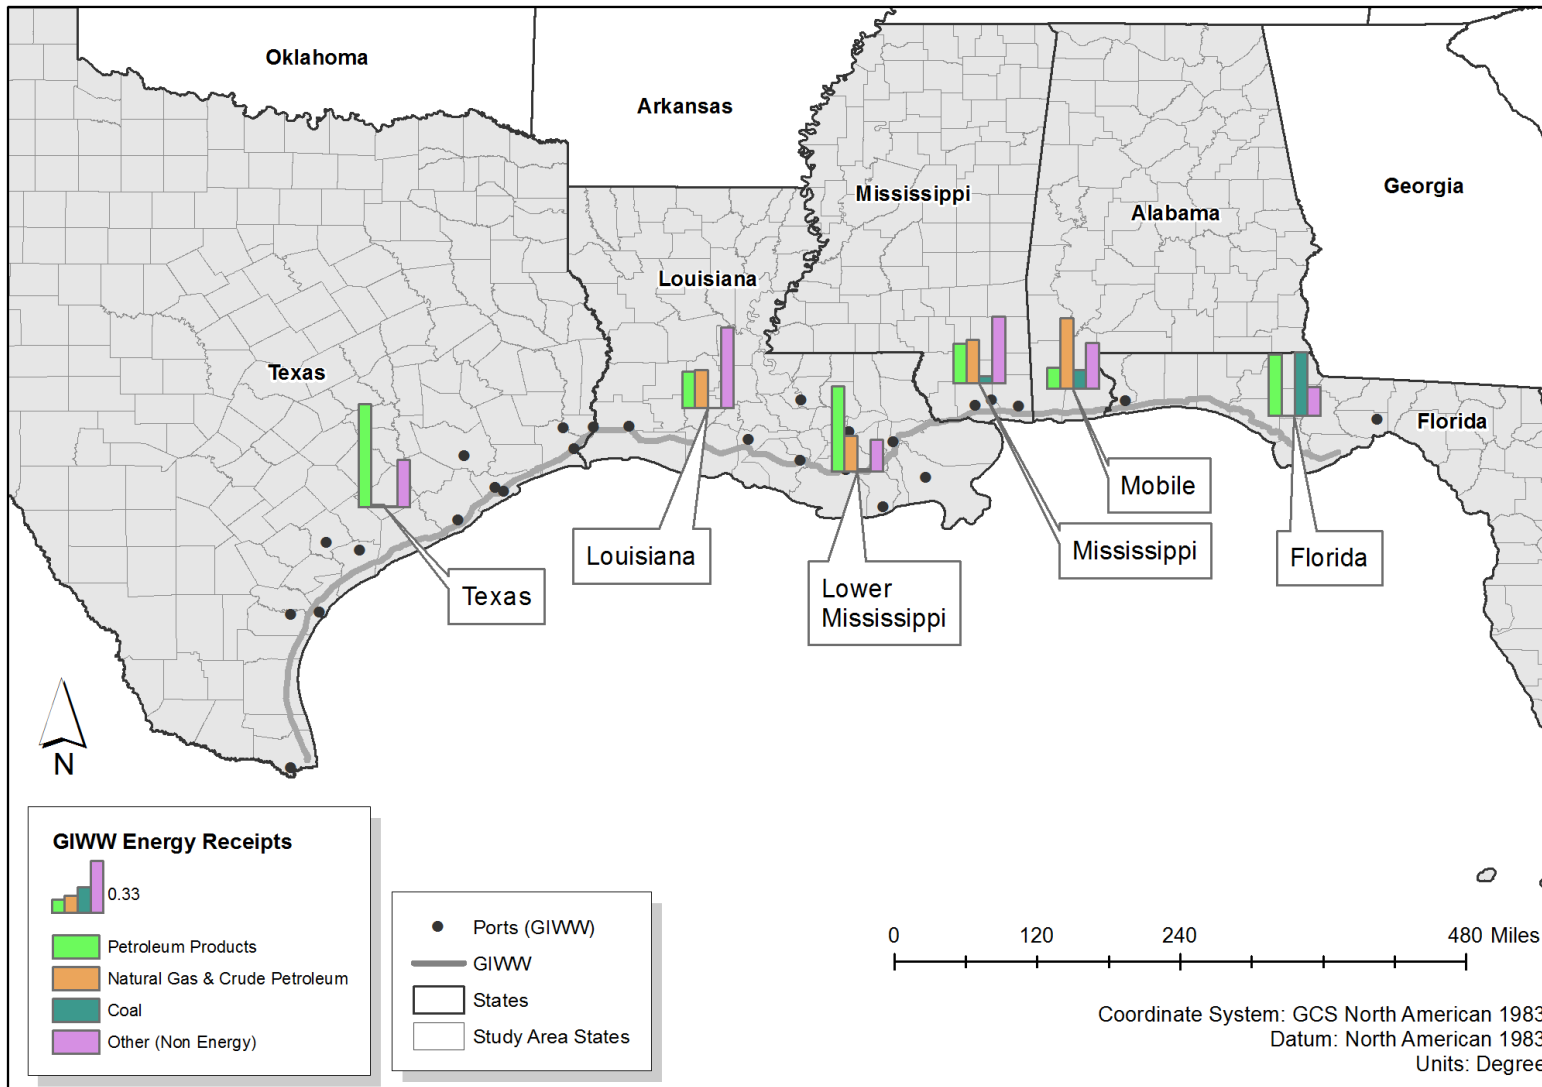 Oklahoma
Arkansas
Mississippi
Georgia
Alabama
Louisiana
Texas
Florida
Mobile
Mississippi
Louisiana
Florida
Texas
Lower
Mississippi
N
GIWW Energy Receipts
0.33
Petroleum Products
Natural Gas & Crude Petroleum
Coal
Other (Non Energy)
Ports (GIWW)
GIWW
States
Study Area States
0 120 240 480 Miles
Coordinate System: GCS North American 1983
Datum: North American 1983
Units: Degree